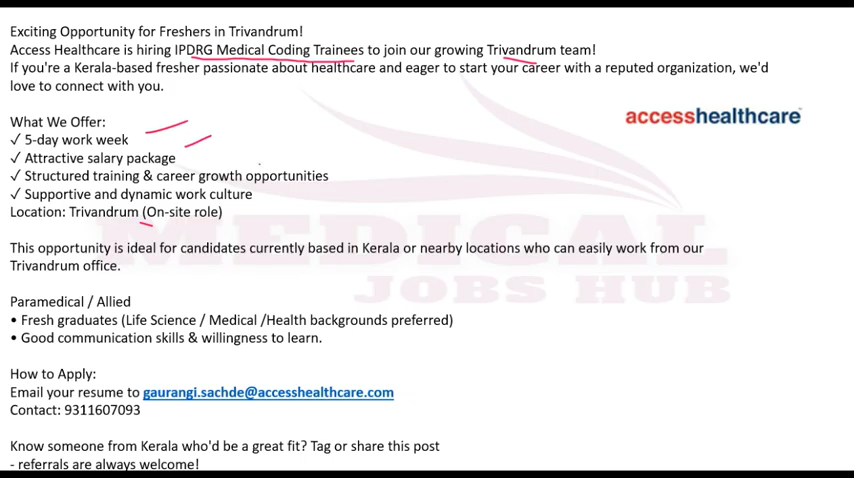 Exciting Opportunity for Freshers in Trivandrum!
Access Healthcare is hiring IPDRG Medical Coding Trainees to join our growing Trivandrum team!
If you're a Kerala-based fresher passionate about healthcare and eager to start your career with a reputed organization, we'd
love to connect with you.
What We Offer:
accesshealthcare
✓ 5-day work week
✓ Attractive salary package
✓ Structured training & career growth opportunities
✓ Supportive and dynamic work culture
Location: Trivandrum (On-site role)
MEDICAL
JOBS HUB
This opportunity is ideal for candidates currently based in Kerala or nearby locations who can easily work from our
Trivandrum office.
Paramedical / Allied
• Fresh graduates (Life Science / Medical /Health backgrounds preferred)
• Good communication skills & willingness to learn.
How to Apply:
Email your resume to gaurangi.sachde@accesshealthcare.com
Contact: 9311607093
Know someone from Kerala who'd be a great fit? Tag or share this post
- referrals are always welcome!